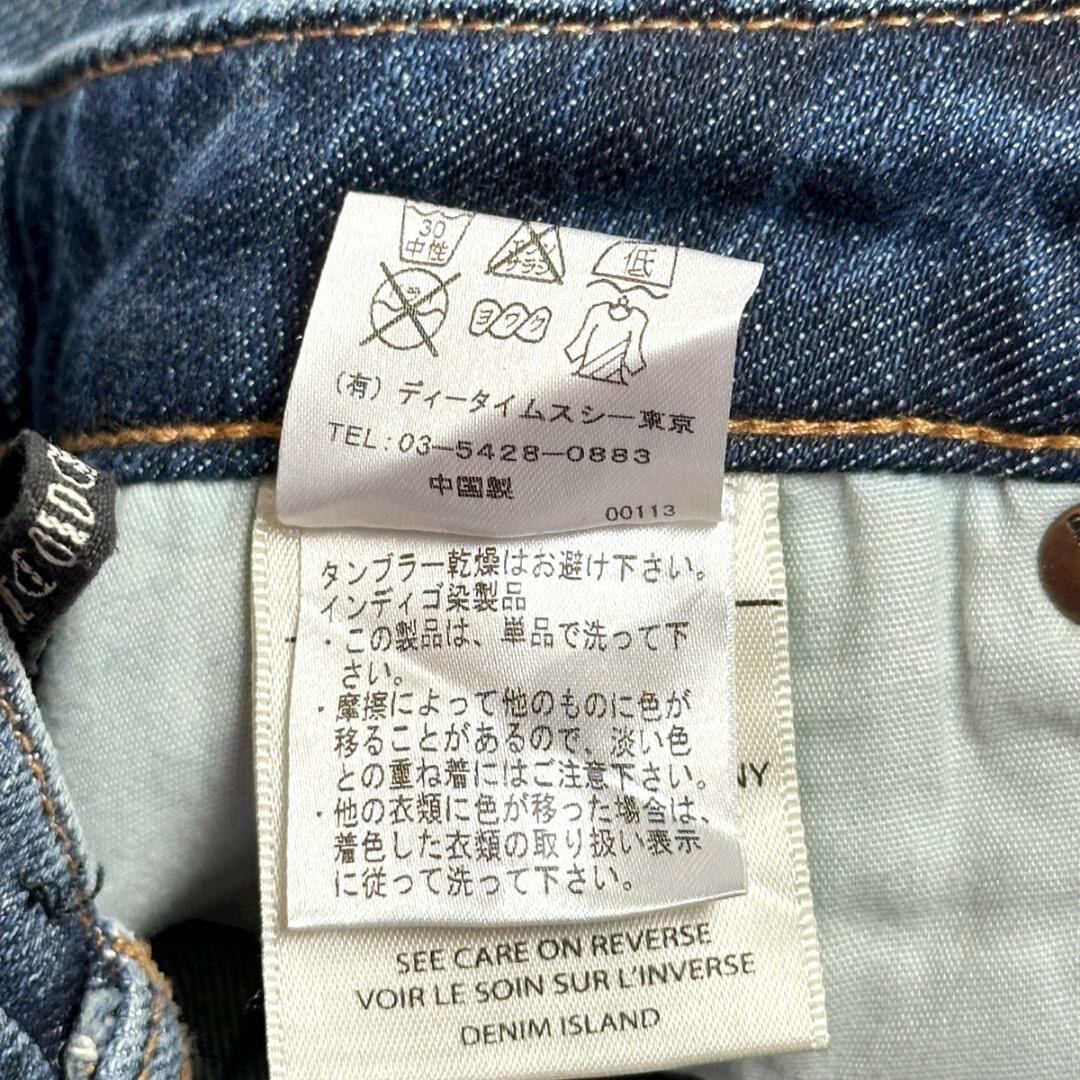 30
中性
低
ヨワク
(有) ディータイムスシー東京
TEL:03-5428-0883
中国製
00113
タンブラー乾燥はお避け下さい。
インディゴ染製品
・この製品は、単品で洗って下
さい。
・摩擦によって他のものに色が
移ることがあるので、淡い色
との重ね着にはご注意下さい。
・他の衣類に色が移った場合は、
着色した衣類の取り扱い表示
に従って洗って下さい。
NY
SEE CARE ON REVERSE
VOIR LE SOIN SUR L'INVERSE
DENIM ISLAND